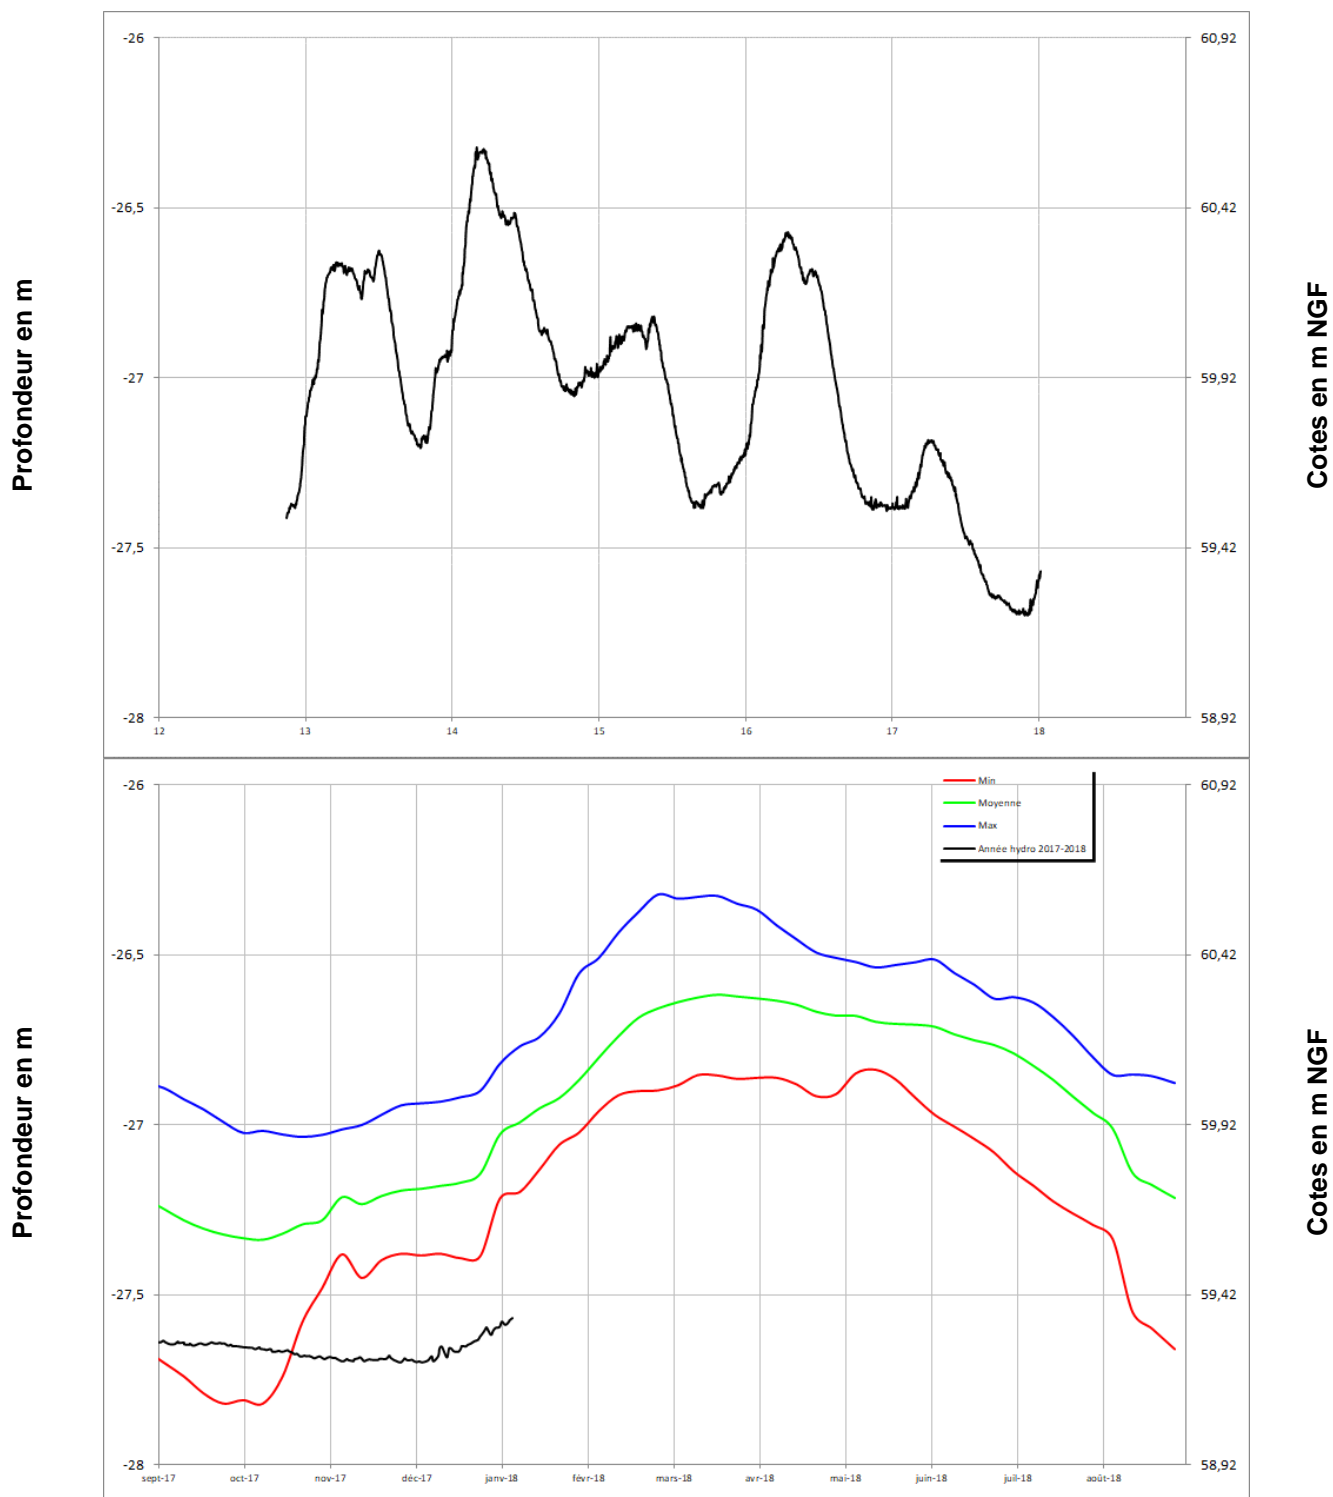 Profondeur en m
-26
-26,5
-27
-27,5
-28
60,92
60,42
59,92
59,42
58,92
Cotes en m NGF
12 13 14 15 16 17 18
Min
Moyenne
Max
Année hydro 2017-2018
Profondeur en m
-26
-26,5
-27
-27,5
-28
60,92
60,42
59,92
59,42
58,92
Cotes en m NGF
sept-17 oct-17 nov-17 déc-17 janv-18 févr-18 mars-18 avr-18 mai-18 juin-18 juil-18 août-18